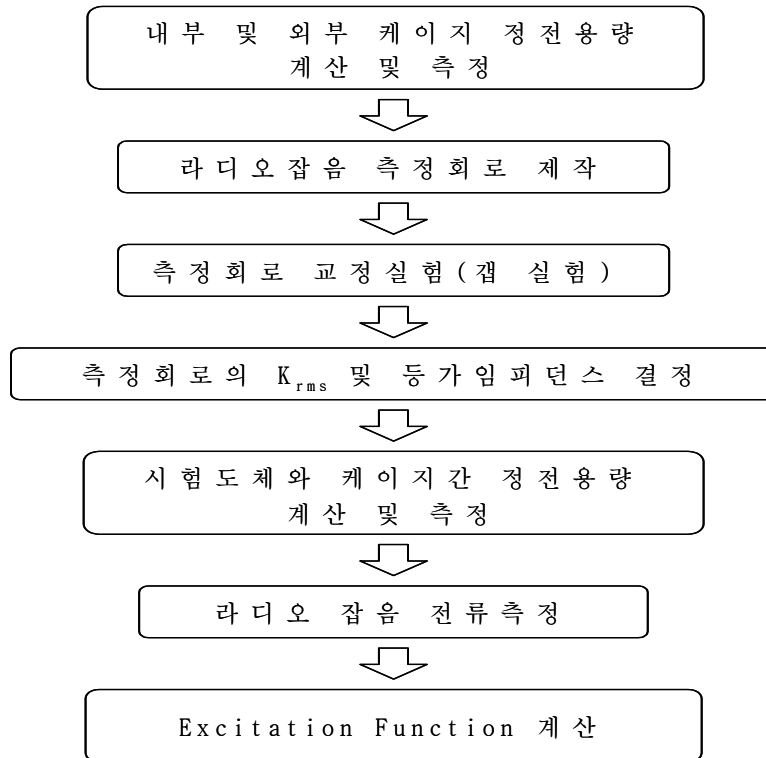 내부 및 외부 케이지 정전용량
계산 및 측정
라디오잡음 측정회로 제작
측정회로 교정실험(갭 실험)
측정회로의 Krms 및 등가임피던스 결정
시험도체와 케이지간 정전용량
계산 및 측정
라디오 잡음 전류측정
Excitation Function 계산